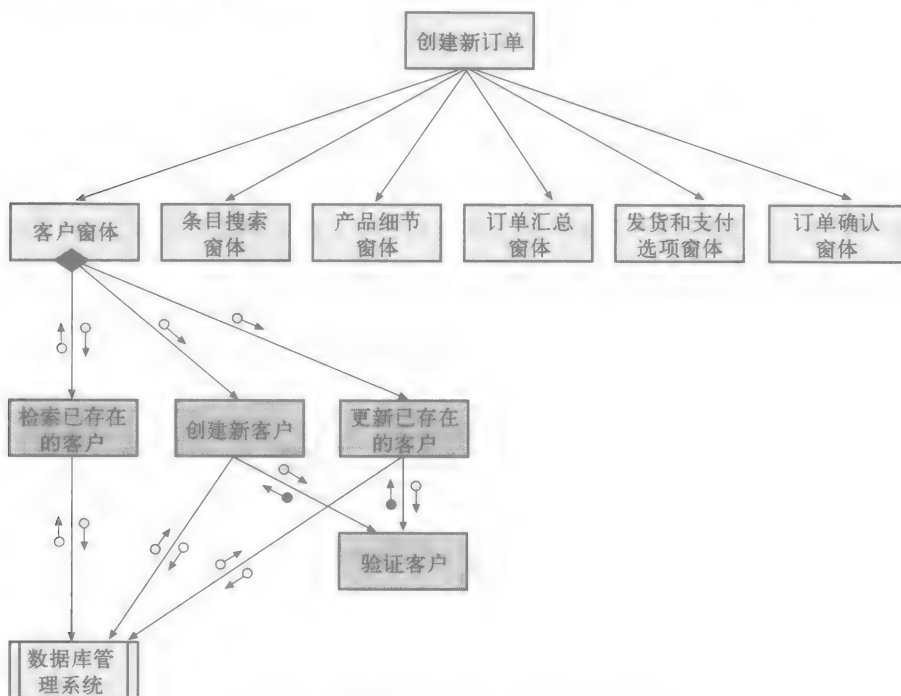 创建新订单
客户窗体
条目搜索
窗体
产品细节
窗体
订单汇总
窗体
发货和支付
选项窗体
订单确认
窗体
检索已存在
的客户
创建新客户
更新已存在
的客户
验证客户
数据库管
理系统